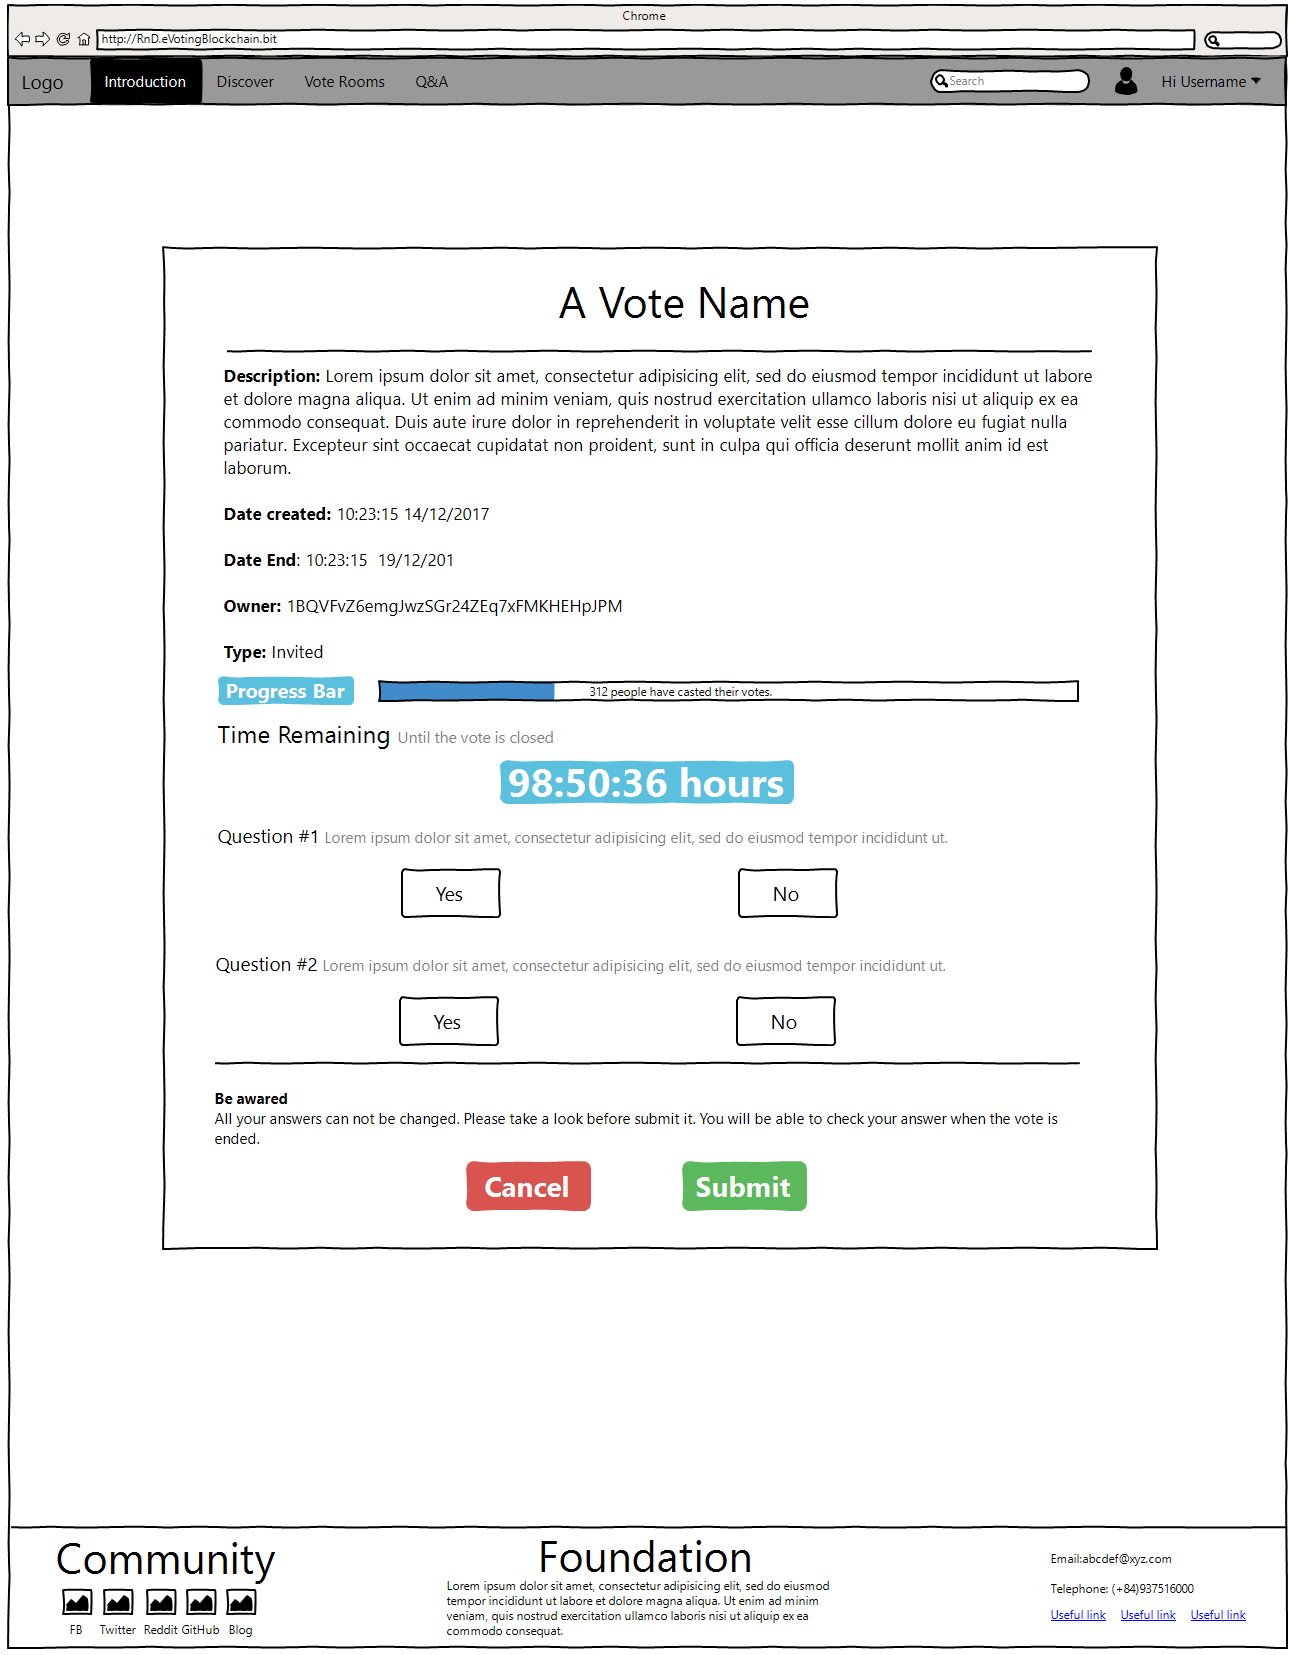 Chrome
http://RnD.eVotingBlockchain.bit
Logo Introduction Discover Vote Rooms Q&A Search Hi Username
A Vote Name
Description: Lorem ipsum dolor sit amet, consectetur adipisicing elit, sed do eiusmod tempor incididunt ut labore
et dolore magna aliqua. Ut enim ad minim veniam, quis nostrud exercitation ullamco laboris nisi ut aliquip ex ea
commodo consequat. Duis aute irure dolor in reprehenderit in voluptate velit esse cillum dolore eu fugiat nulla
pariatur. Excepteur sint occaecat cupidatat non proident, sunt in culpa qui officia deserunt mollit anim id est
laborum.
Date created: 10:23:15 14/12/2017
Date End: 10:23:15  19/12/201
Owner: 1BQVFvZ6emgJwzSGr24ZEq7xFMKHEHpJPM
Type: Invited
Progress Bar 312 people have casted their votes.
Time Remaining Until the vote is closed
98:50:36 hours
Question #1 Lorem ipsum dolor sit amet, consectetur adipisicing elit, sed do eiusmod tempor incididunt ut.
Yes No
Question #2 Lorem ipsum dolor sit amet, consectetur adipisicing elit, sed do eiusmod tempor incididunt ut.
Yes No
Be awared
All your answers can not be changed. Please take a look before submit it. You will be able to check your answer when the vote is
ended.
Cancel Submit
Community
FB Twitter Reddit GitHub Blog
Foundation
Lorem ipsum dolor sit amet, consectetur adipisicing elit, sed do eiusmod
tempor incididunt ut labore et dolore magna aliqua. Ut enim ad minim
veniam, quis nostrud exercitation ullamco laboris nisi ut aliquip ex ea
commodo consequat.
Email:abcdef@xyz.com
Telephone: (+84)937516000
Useful link Useful link Useful link